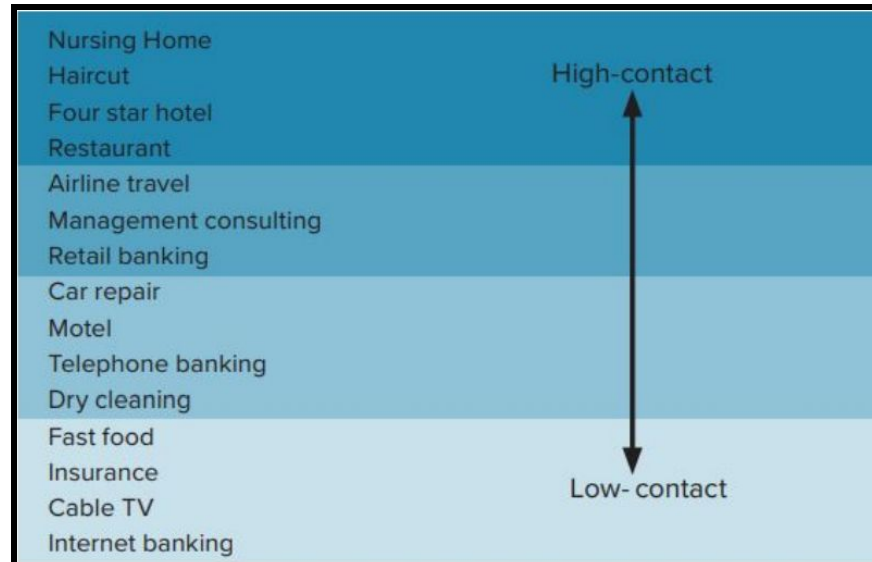 Nursing Home
Haircut
Four star hotel
Restaurant
Airline travel
Management consulting
Retail banking
Car repair
Motel
Telephone banking
Dry cleaning
Fast food
Insurance
Cable TV
Internet banking
High-contact
Low- contact